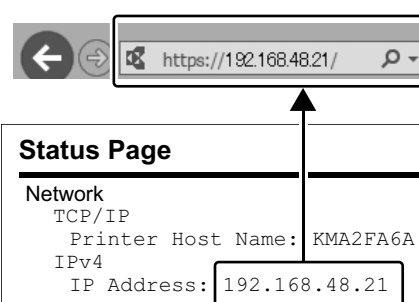 https://192.168.48.21/
Status Page
Network
TCP/IP
Printer Host Name: KMA2FA6A
IPv4
IP Address: 192.168.48.21